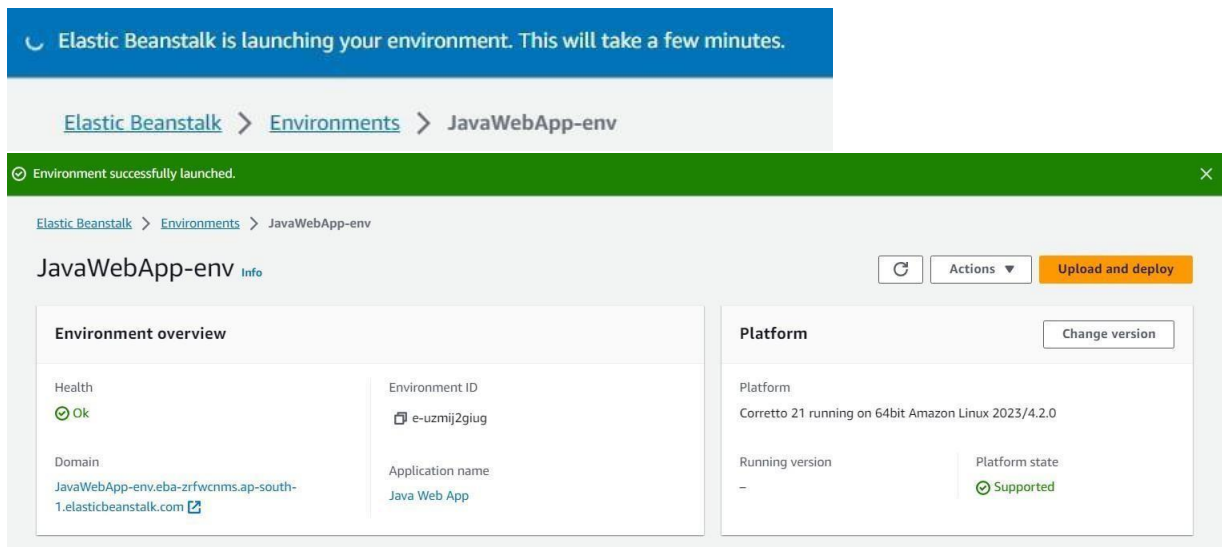 Elastic Beanstalk is launching your environment. This will take a few minutes.
Elastic Beanstalk > Environments > JavaWebApp-env
Environment successfully launched.
Elastic Beanstalk > Environments > JavaWebApp-env
JavaWebApp-env Info
Actions ▼
Upload and deploy
Environment overview
Health
Ok
Domain
JavaWebApp-env.eba-zrfwcnms.ap-south-
1.elasticbeanstalk.com
Environment ID
e-uzmij2giug
Application name
Java Web App
Platform
Change version
Platform
Corretto 21 running on 64bit Amazon Linux 2023/4.2.0
Running version
–
Platform state
Supported